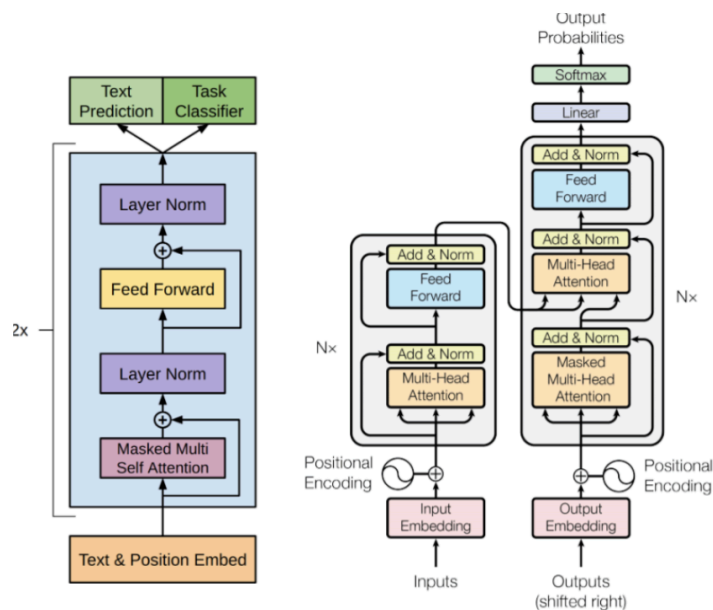 Text
Prediction
Task
Classifier
Layer Norm
Feed Forward
2x
Layer Norm
Masked Multi
Self Attention
Text & Position Embed
Output
Probabilities
Softmax
Linear
Add & Norm
Feed
Forward
Add & Norm
Multi-Head
Attention
Add & Norm
Masked
Multi-Head
Attention
Nx
Positional
Encoding
Output
Embedding
Outputs
(shifted right)
Add & Norm
Feed
Forward
Nx
Add & Norm
Multi-Head
Attention
Positional
Encoding
Input
Embedding
Inputs